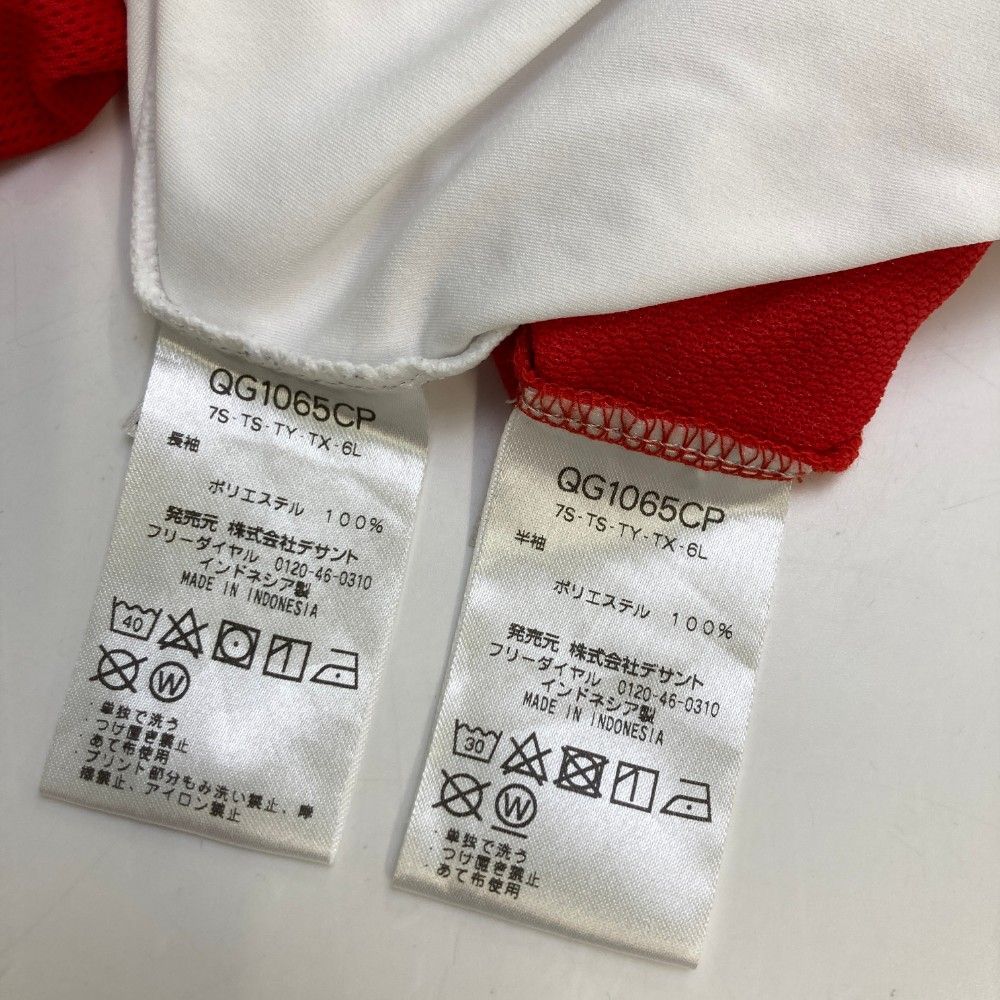 QG1065CP
7S-TS-TY-TX-6L
長袖
ポリエステル 100%
発売元 株式会社デサント
フリーダイヤル 0120-46-0310
インドネシア製
MADE IN INDONESIA
40
W
・単独で洗う
・つけ置き禁止
・あて布使用
・プリント部分もみ洗い禁止、摩
擦禁止、アイロン禁止
QG1065CP
7S-TS-TY-TX-6L
半袖
ポリエステル 100%
発売元 株式会社デサント
フリーダイヤル 0120-46-0310
インドネシア製
MADE IN INDONESIA
30
W
・単独で洗う
・つけ置き禁止
・あて布使用